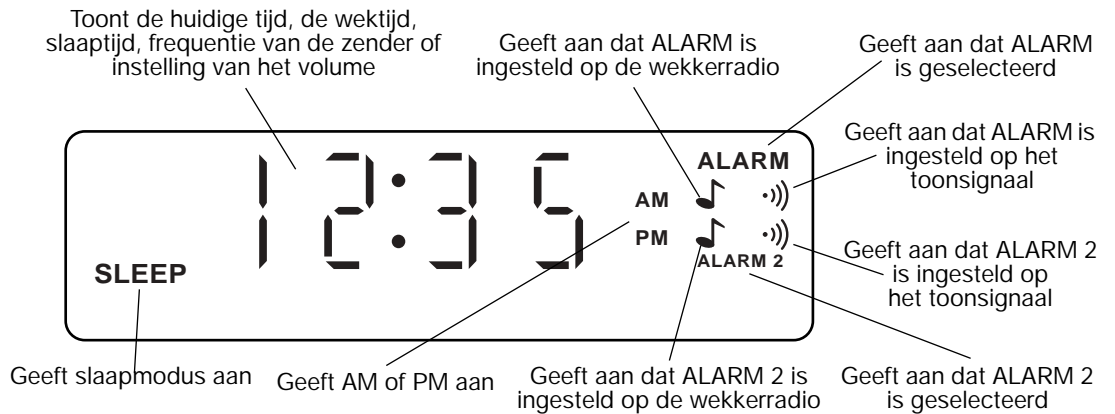 Toont de huidige tijd, de wektijd,
slaaptijd, frequentie van de zender of
instelling van het volume
Geeft aan dat ALARM is
ingesteld op de wekkerradio
Geeft aan dat ALARM
is geselecteerd
Geeft aan dat ALARM is
ingesteld op het
toonsignaal
12:35
ALARM
AM
PM
ALARM 2
SLEEP
Geeft aan dat ALARM 2
is ingesteld op
het toonsignaal
Geeft slaapmodus aan
Geeft AM of PM aan
Geeft aan dat ALARM 2 is
ingesteld op de wekkerradio
Geeft aan dat ALARM 2
is geselecteerd